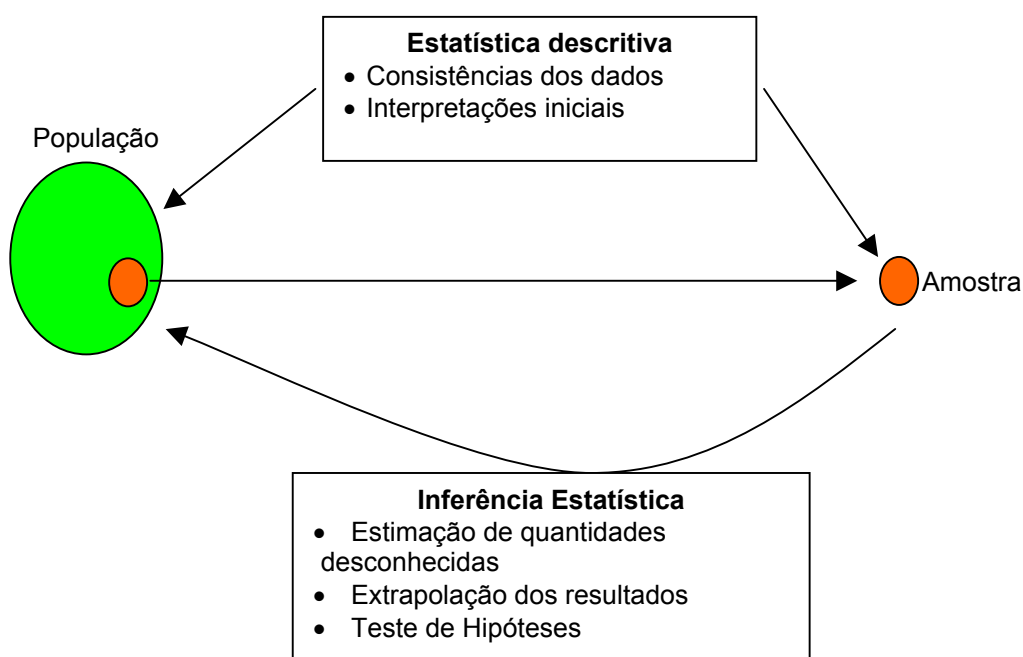 Estatística descritiva
• Consistências dos dados
• Interpretações iniciais
População
Amostra
Inferência Estatística
• Estimação de quantidades
desconhecidas
• Extrapolação dos resultados
• Teste de Hipóteses